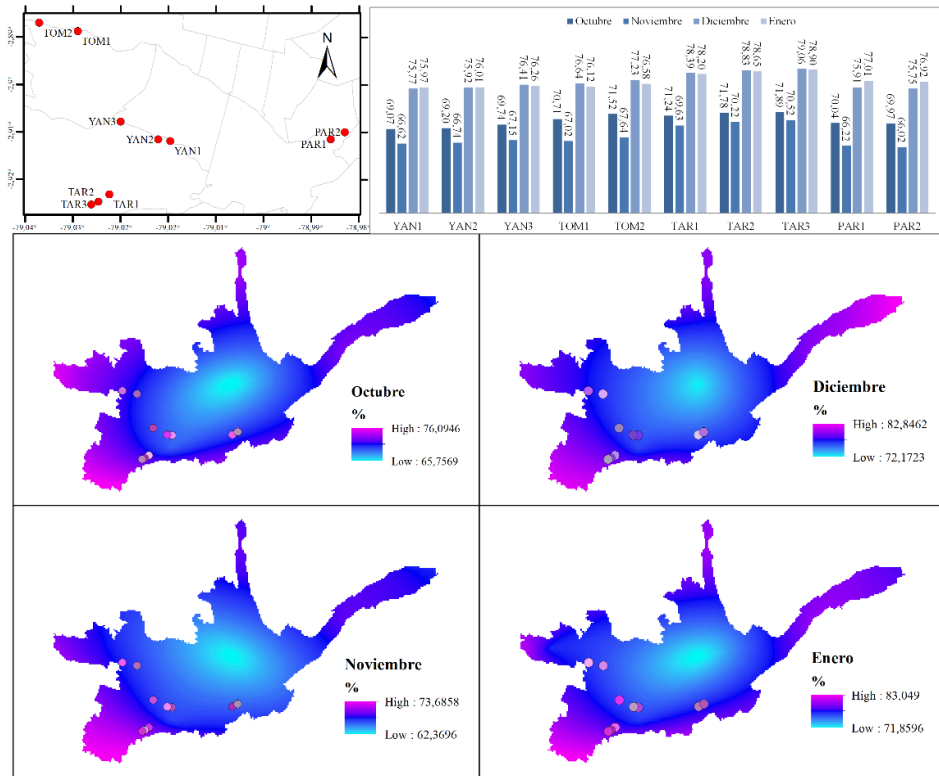 TOM2
TOM1
YAN3
YAN2
YAN1
PAR2
PAR1
TAR2
TAR3
TAR1
N
-79,04
-79,03
-79,02
-79,01
-78,99
-78,98
Octubre Noviembre Diciembre Enero
69,07 66,62 75,77 75,97
69,20 66,74 75,92 76,01
69,74 67,15 76,41 76,26
70,71 67,02 76,64 76,12
71,52 67,64 77,23 76,58
71,24 69,63 78,39 78,20
71,78 70,22 78,83 78,65
71,89 70,52 79,06 78,90
70,04 66,22 75,91 77,01
69,97 66,02 75,75 76,92
YAN1 YAN2 YAN3 TOM1 TOM2 TAR1 TAR2 TAR3 PAR1 PAR2
Octubre
%
High : 76,0946
Low : 65,7569
Diciembre
%
High : 82,8462
Low : 72,1723
Noviembre
%
High : 73,6858
Low : 62,3696
Enero
%
High : 83,049
Low : 71,8596